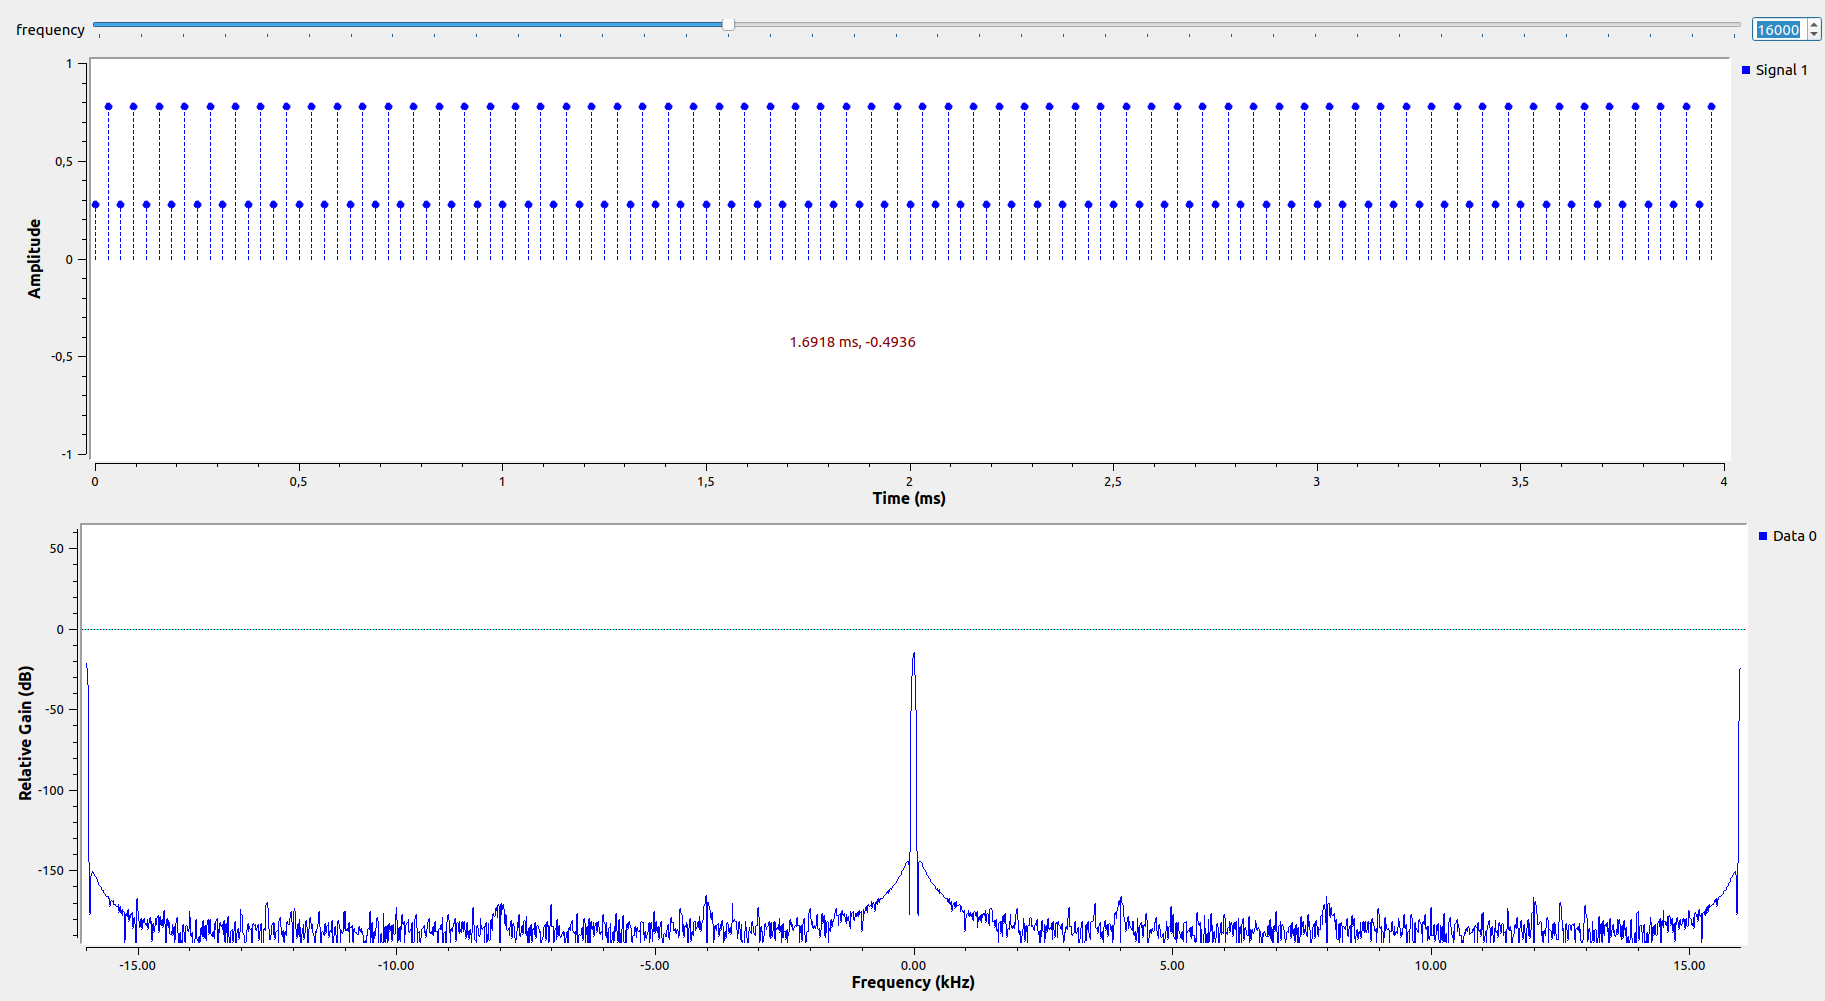 frequency
16000
Signal 1
1
0,5
0
-0,5
-1
Amplitude
1.6918 ms, -0.4936
0 0,5 1 1,5 2 2,5 3 3,5 4
Time (ms)
Data 0
50
0
-50
-100
-150
Relative Gain (dB)
-15.00 -10.00 -5.00 0.00 5.00 10.00 15.00
Frequency (kHz)